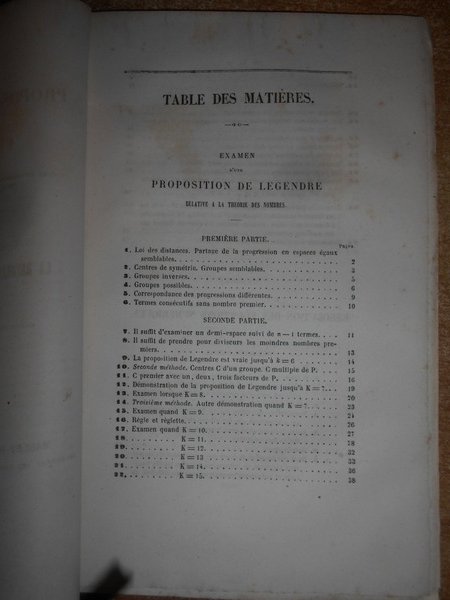 TABLE DES MATIÈRES.
EXAMEN
D'UNE
PROPOSITION DE LEGENDRE
RELATIVE A LA THEORIE DES NOMBRES.
PREMIÈRE PARTIE.
Pages.
1. Loi des distances. Partage de la progression en espaces égaux
semblables. 2
2. Centres de symétrie. Groupes semblables. 3
3. Groupes inverses. 5
4. Groupes possibles. 6
5. Correspondance des progressions différentes. 9
6. Termes consécutifs sans nombre premier. 10
SECONDE PARTIE.
7. Il suffit d'examiner un demi-espace suivi de n — 1 termes. 11
8. Il suffit de prendre pour diviseurs les moindres nombres pre-
miers. 13
9. La proposition de Legendre est vraie jusqu'à k = 6 14
10. Seconde méthode. Centres C d'un groupe. C multiple de P. 15
11. C premier avec un, deux, trois facteurs de P. 16
12. Démonstration de la proposition de Legendre jusqu'à K = 7. 19
13. Examen lorsque K = 8. 20
14. Troisième méthode. Autre démonstration quand K = 7. 23
15. Examen quand K = 9. 24
16. Règle et réglette. 25
17. Examen quand K = 10. 27
18. K = 11. 28
19. K = 12. 32
20. K = 13 33
21. K = 14. 36
22. K = 15. 38